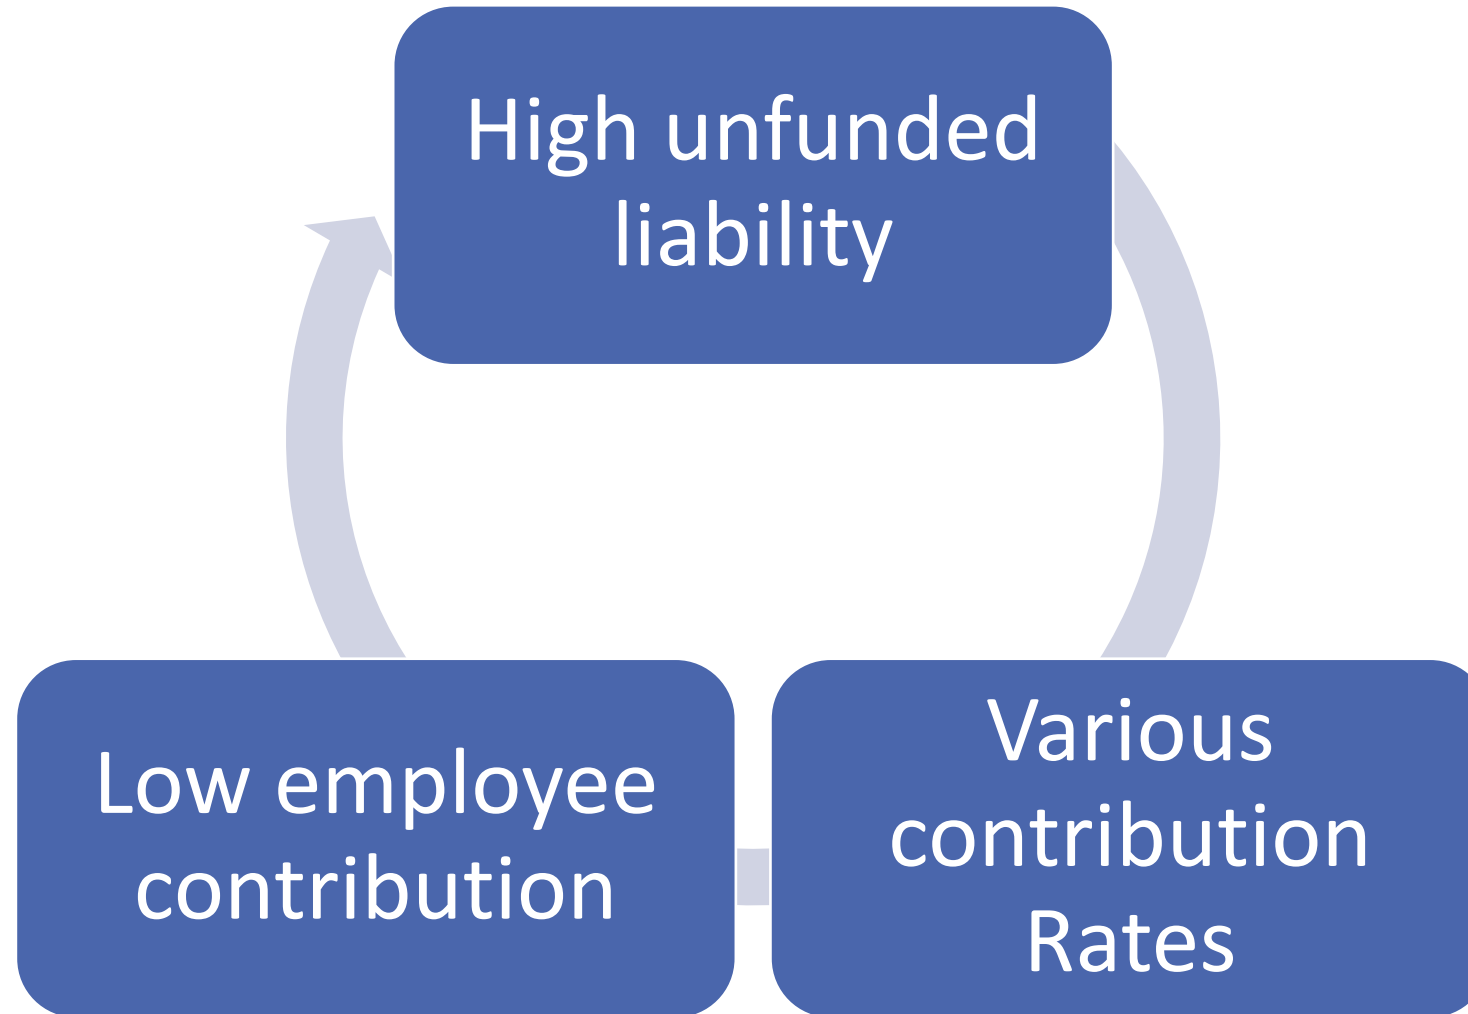 High unfunded
liability
Various
contribution
Rates
Low employee
contribution